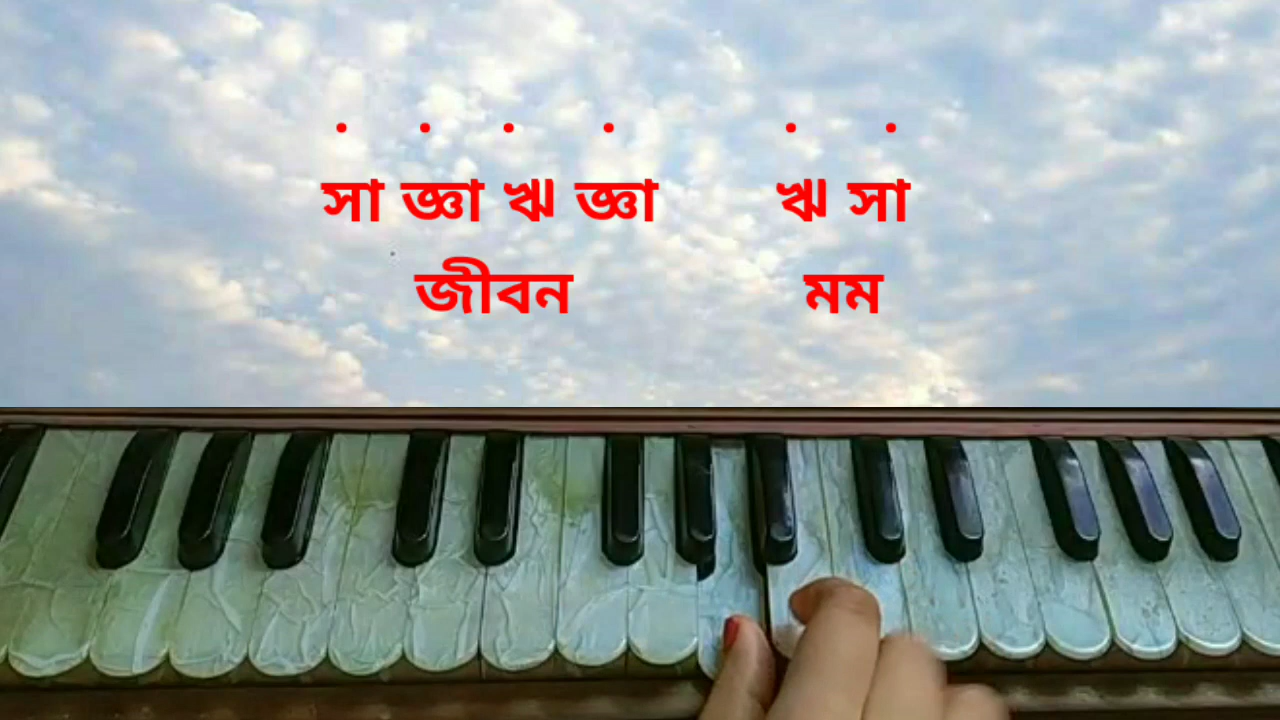 সা জ্ঞা ঋ জ্ঞা ঋ সা
জীবন মম